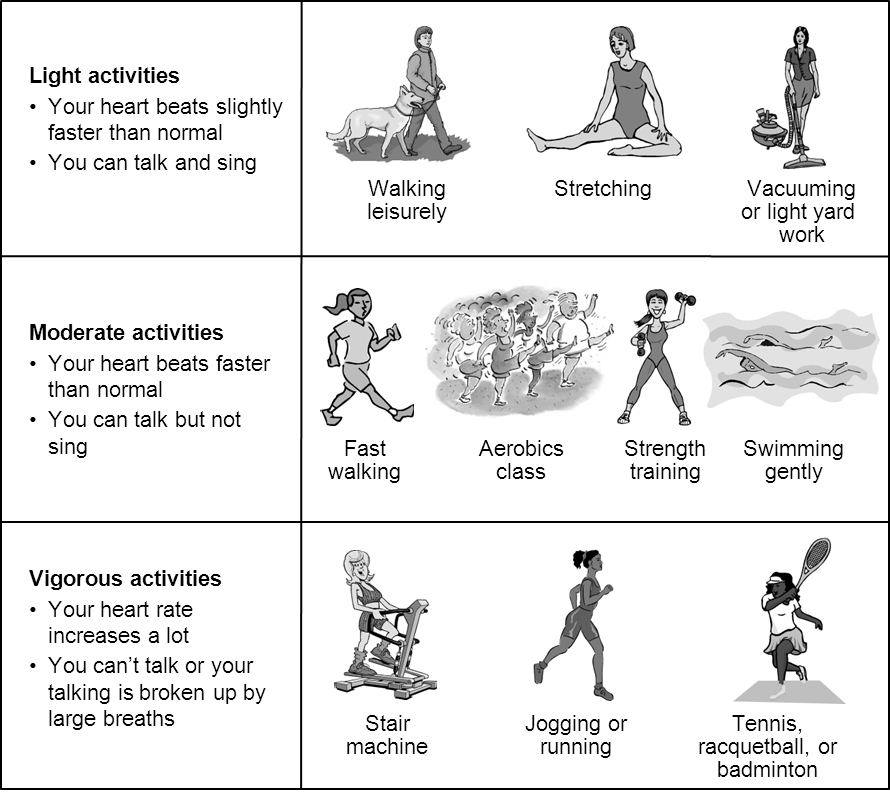 Light activities
• Your heart beats slightly
faster than normal
• You can talk and sing
Walking
leisurely
Stretching
Vacuuming
or light yard
work
Moderate activities
• Your heart beats faster
than normal
• You can talk but not
sing
Fast
walking
Aerobics
class
Strength
training
Swimming
gently
Vigorous activities
• Your heart rate
increases a lot
• You can’t talk or your
talking is broken up by
large breaths
Stair
machine
Jogging or
running
Tennis,
racquetball, or
badminton